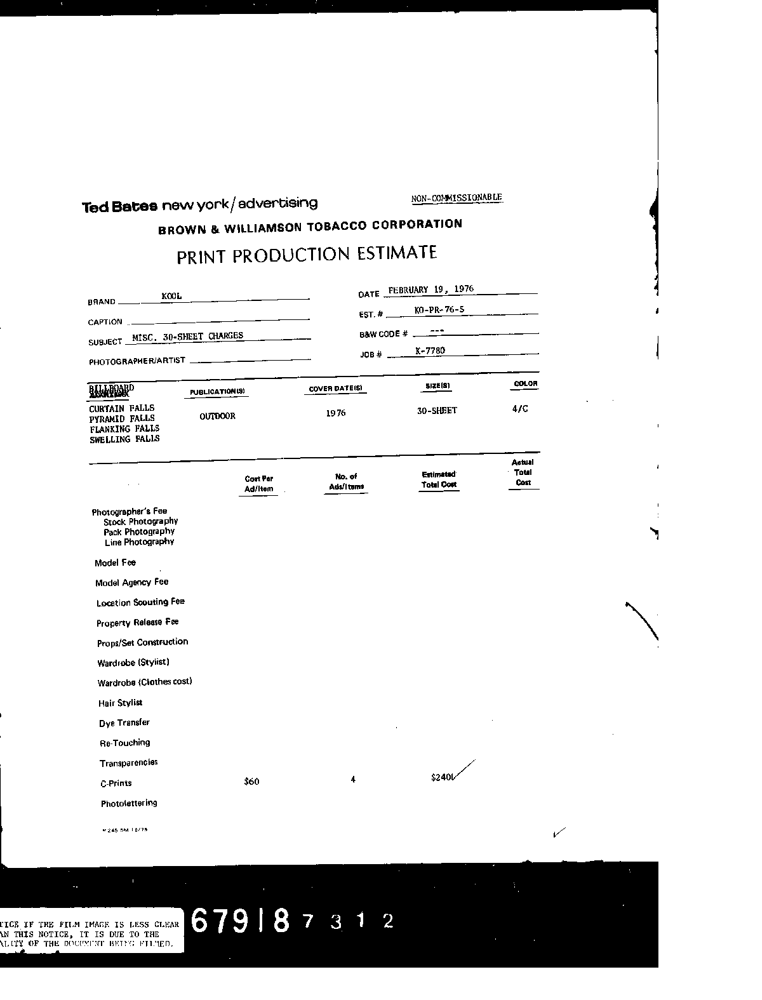 NON-COMMISSIONABLE
Ted Bates new york/advertising
BROWN & WILLIAMSON TOBACCO CORPORATION
PRINT PRODUCTION ESTIMATE
BRAND KOOL DATE FEBRUARY 19, 1976
CAPTION EST. # KO-PR-76-5
SUBJECT MISC. 30-SHEET CHARGES B&W CODE # ---
PHOTOGRAPHER/ARTIST JOB # K-7780
BILLBOARD PUBLICATION(S) COVER DATE(S) SIZE(S) COLOR
CURTAIN FALLS OUTDOOR 1976 30-SHEET 4/C
PYRAMID FALLS
FLANKING FALLS
SWELLING FALLS
Cost Per Ad/Item No. of Ads/Items Estimated Total Cost Actual Total Cost
Photographer's Fee
Stock Photography
Pack Photography
Line Photography
Model Fee
Model Agency Fee
Location Scouting Fee
Property Release Fee
Props/Set Construction
Wardrobe (Stylist)
Wardrobe (Clothes cost)
Hair Stylist
Dye Transfer
Re-Touching
Transparencies
C-Prints $60 4 $240
Photolettering
679187312
TICE IF THE FILM IMAGE IS LESS CLEAR
AN THIS NOTICE, IT IS DUE TO THE
ALITY OF THE DOCUMENT BEING FILMED.